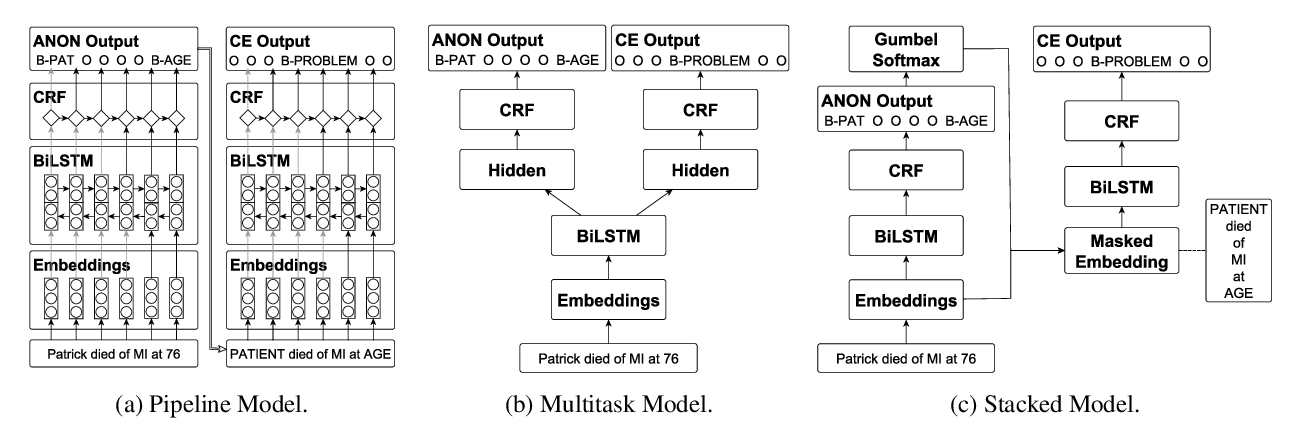 ANON Output
B-PAT O O O O B-AGE
CRF
BiLSTM
Embeddings
Patrick died of MI at 76
CE Output
O O O B-PROBLEM O O
CRF
BiLSTM
Embeddings
PATIENT died of MI at AGE
(a) Pipeline Model.
ANON Output
B-PAT O O O O B-AGE
CE Output
O O O B-PROBLEM O O
CRF
CRF
Hidden
Hidden
BiLSTM
Embeddings
Patrick died of MI at 76
(b) Multitask Model.
Gumbel
Softmax
ANON Output
B-PAT O O O O B-AGE
CRF
BiLSTM
Embeddings
Patrick died of MI at 76
CE Output
O O O B-PROBLEM O O
CRF
BiLSTM
Masked
Embedding
PATIENT
died
of
MI
at
AGE
(c) Stacked Model.